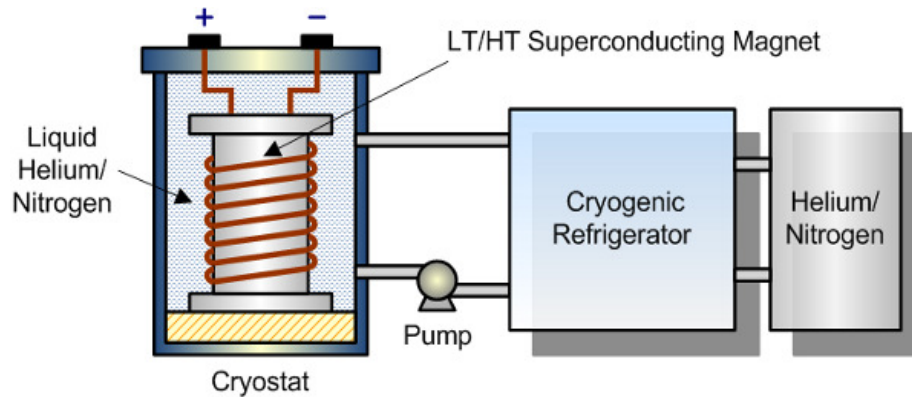 + −
LT/HT Superconducting Magnet
Liquid
Helium/
Nitrogen
Cryogenic
Refrigerator
Helium/
Nitrogen
Pump
Cryostat